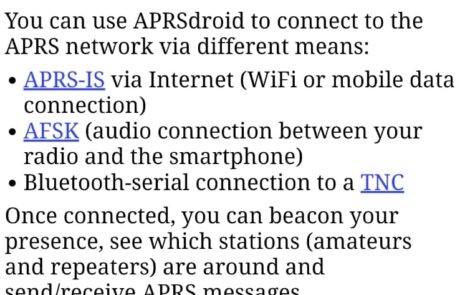 You can use APRSdroid to connect to the
APRS network via different means:
• APRS-IS via Internet (WiFi or mobile data
connection)
• AFSK (audio connection between your
radio and the smartphone)
• Bluetooth-serial connection to a TNC
Once connected, you can beacon your
presence, see which stations (amateurs
and repeaters) are around and
send/receive APRS messages